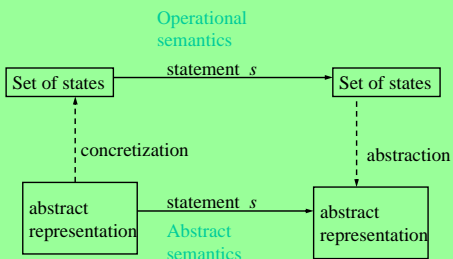 Operational
semantics
statement s
Set of states
Set of states
concretization
abstraction
statement s
abstract
representation
abstract
representation
Abstract
semantics